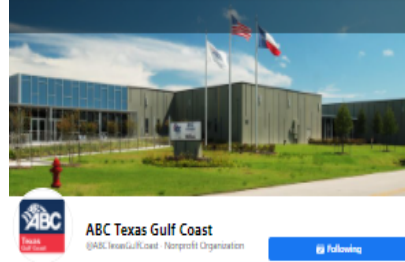 ABC
Texas
Gulf Coast
ABC Texas Gulf Coast
@ABCTexasGulfCoast · Nonprofit Organization
Following